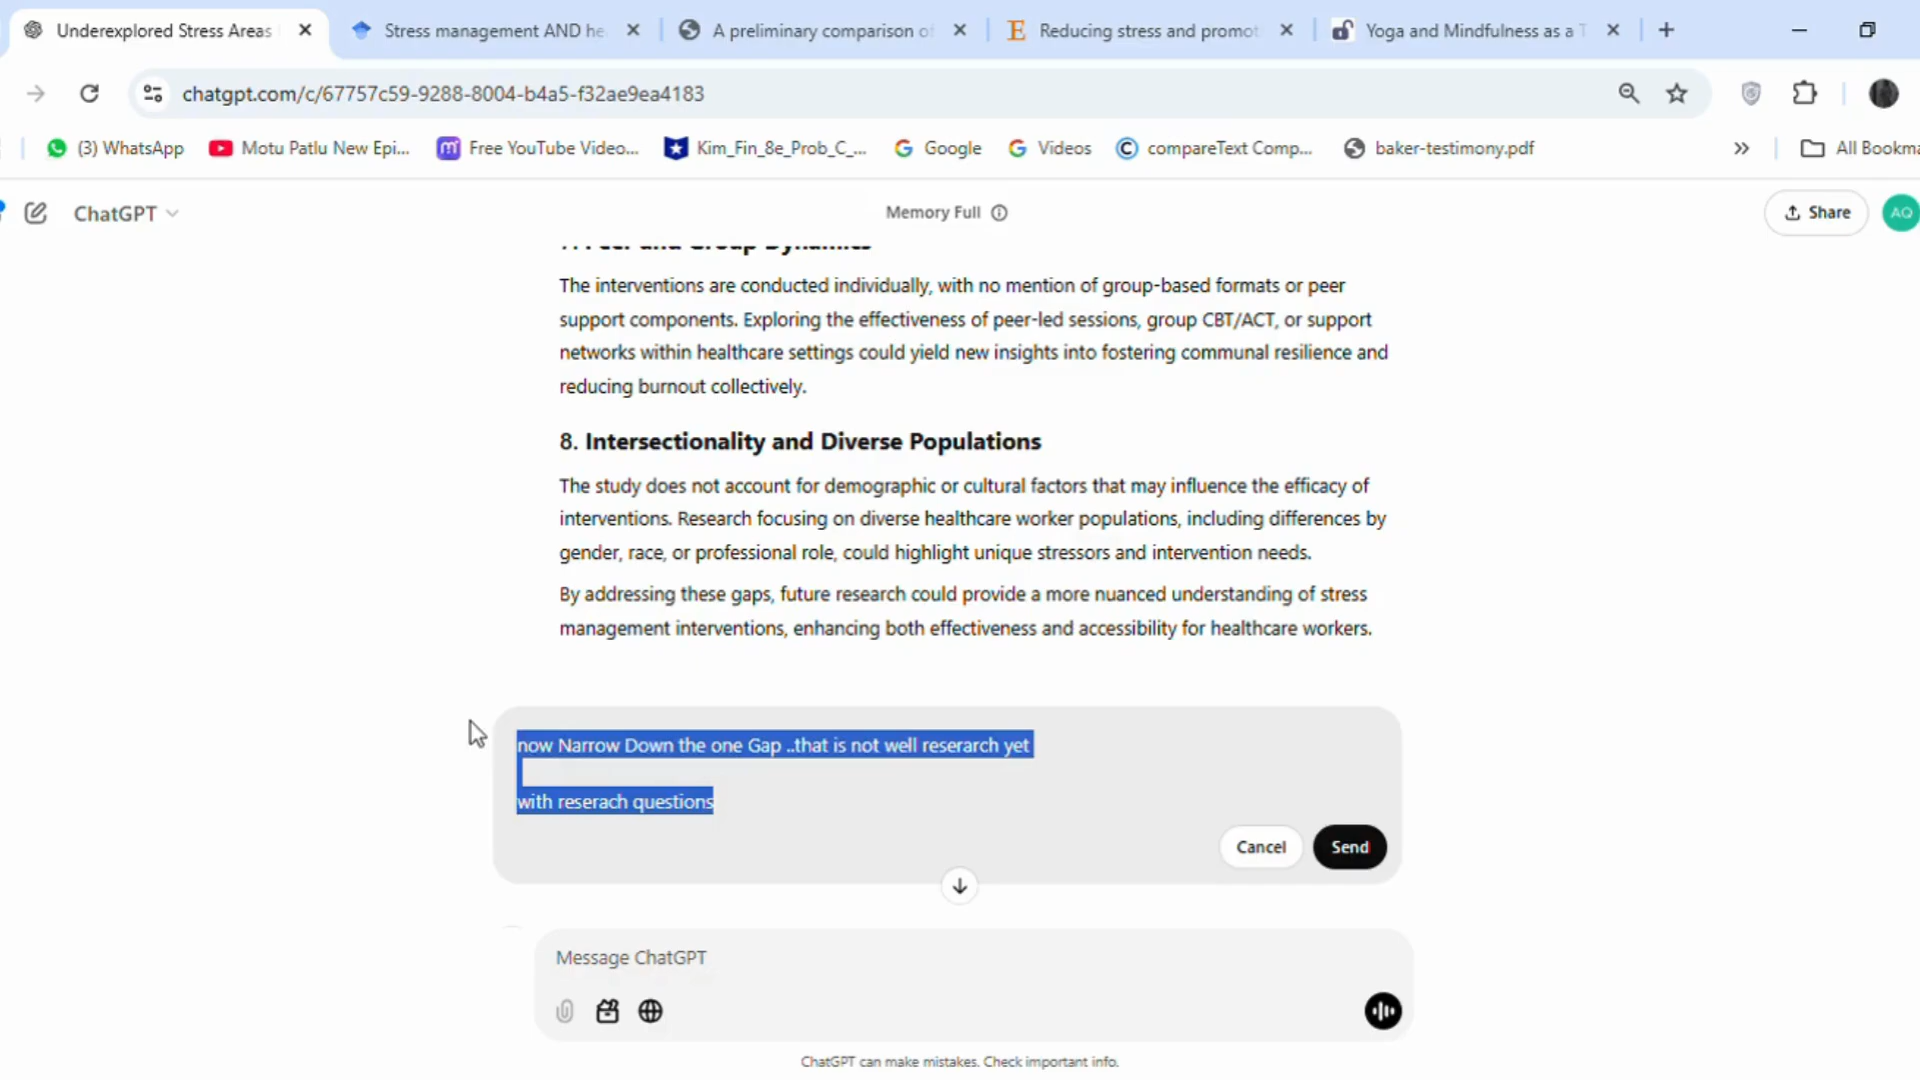 Underexplored Stress Areas
Stress management AND he
A preliminary comparison of
Reducing stress and promot
Yoga and Mindfulness as a T
chatgpt.com/c/67757c59-9288-8004-b4a5-f32ae9ea4183
(3) WhatsApp
Motu Patlu New Epi...
Free YouTube Video...
Kim_Fin_8e_Prob_C_...
Google
Videos
compareText Comp...
baker-testimony.pdf
All Bookma
ChatGPT
Memory Full
Share
AQ
7. Peer and Group Dynamics
The interventions are conducted individually, with no mention of group-based formats or peer
support components. Exploring the effectiveness of peer-led sessions, group CBT/ACT, or support
networks within healthcare settings could yield new insights into fostering communal resilience and
reducing burnout collectively.
8. Intersectionality and Diverse Populations
The study does not account for demographic or cultural factors that may influence the efficacy of
interventions. Research focusing on diverse healthcare worker populations, including differences by
gender, race, or professional role, could highlight unique stressors and intervention needs.
By addressing these gaps, future research could provide a more nuanced understanding of stress
management interventions, enhancing both effectiveness and accessibility for healthcare workers.
now Narrow Down the one Gap ..that is not well reserarch yet
with reserach questions
Cancel
Send
Message ChatGPT
ChatGPT can make mistakes. Check important info.